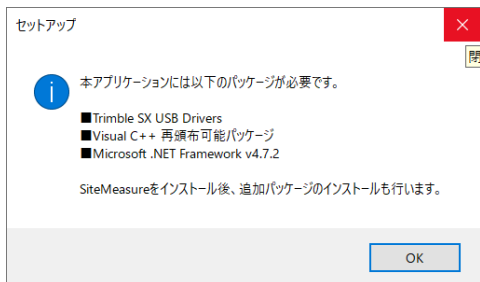 セットアップ
閉
本アプリケーションには以下のパッケージが必要です。
■Trimble SX USB Drivers
■Visual C++ 再頒布可能パッケージ
■Microsoft .NET Framework v4.7.2
SiteMeasureをインストール後、追加パッケージのインストールも行います。
OK